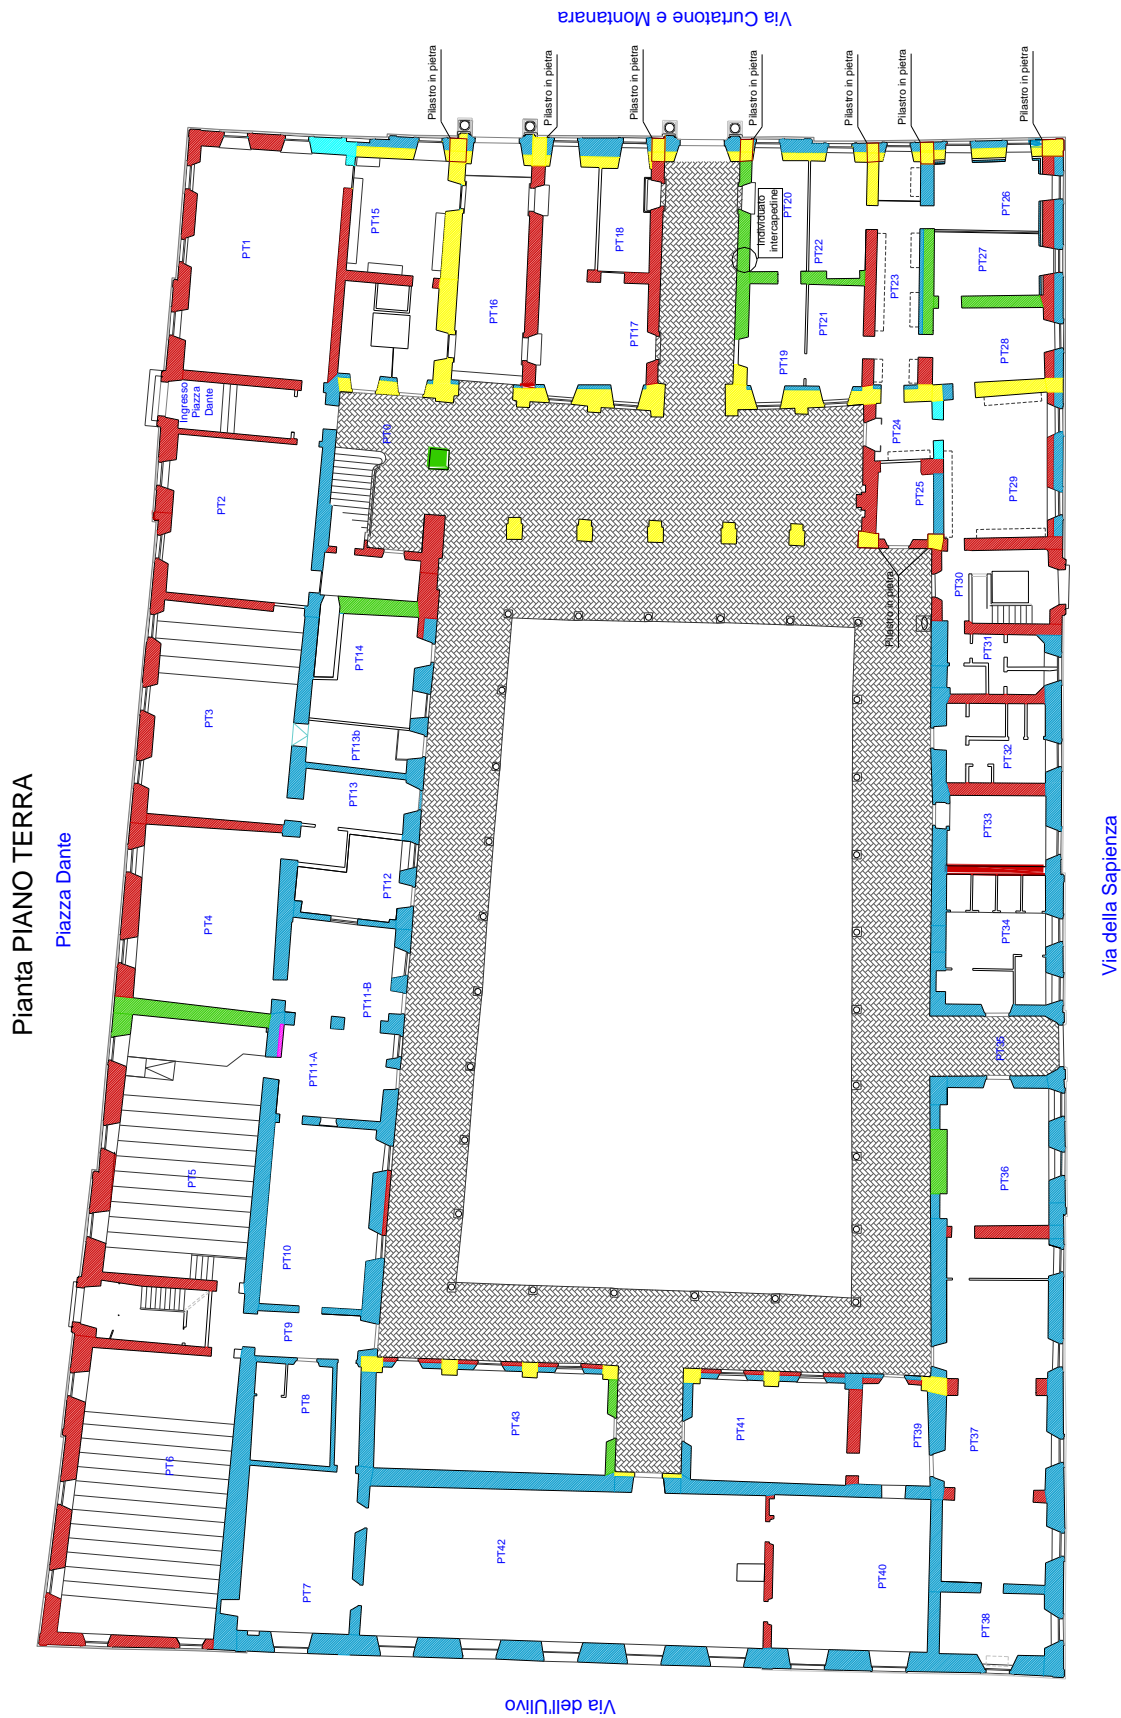 Via Curtatone e Montanara
Pilastro in pietra
Pilastro in pietra
Pilastro in pietra
Pilastro in pietra
Pilastro in pietra
Pilastro in pietra
Pilastro in pietra
Pianta PIANO TERRA
Piazza Dante
PT1
Ingresso
Piazza
Dante
PT2
PT3
PT4
PT5
PT6
PT7
PT8
PT9
PT10
PT11-A
PT11-B
PT12
PT13
PT13b
PT14
PT0
PT15
PT16
PT17
PT18
Individuato
intercapedine
PT19
PT20
PT21
PT22
PT23
PT24
PT25
PT26
PT27
PT28
PT29
Pilastro in pietra
PT30
PT31
PT32
PT33
PT34
PT35
PT36
PT37
PT38
PT39
PT40
PT41
PT42
PT43
Via della Sapienza
Via dell'Ulivo